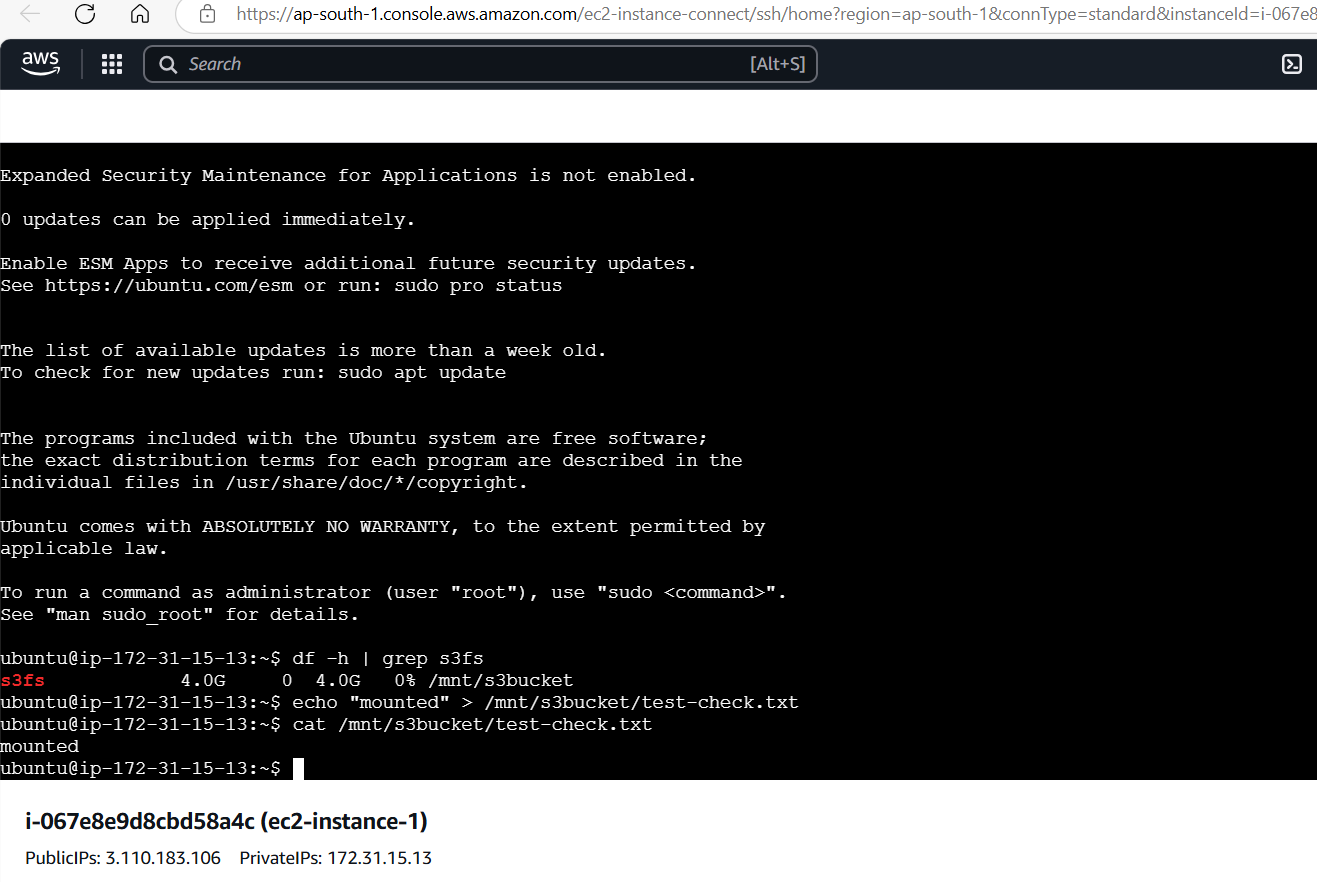 https://ap-south-1.console.aws.amazon.com/ec2-instance-connect/ssh/home?region=ap-south-1&connType=standard&instanceId=i-067e8
aws
Search [Alt+S]
Expanded Security Maintenance for Applications is not enabled.
0 updates can be applied immediately.
Enable ESM Apps to receive additional future security updates.
See https://ubuntu.com/esm or run: sudo pro status
The list of available updates is more than a week old.
To check for new updates run: sudo apt update
The programs included with the Ubuntu system are free software;
the exact distribution terms for each program are described in the
individual files in /usr/share/doc/*/copyright.
Ubuntu comes with ABSOLUTELY NO WARRANTY, to the extent permitted by
applicable law.
To run a command as administrator (user "root"), use "sudo <command>".
See "man sudo_root" for details.
ubuntu@ip-172-31-15-13:~$ df -h | grep s3fs
s3fs 4.0G 0 4.0G 0% /mnt/s3bucket
ubuntu@ip-172-31-15-13:~$ echo "mounted" > /mnt/s3bucket/test-check.txt
ubuntu@ip-172-31-15-13:~$ cat /mnt/s3bucket/test-check.txt
mounted
ubuntu@ip-172-31-15-13:~$
i-067e8e9d8cbd58a4c (ec2-instance-1)
PublicIPs: 3.110.183.106 PrivateIPs: 172.31.15.13